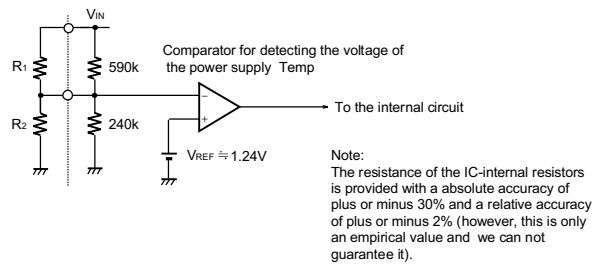 VIN
R1
590k
Comparator for detecting the voltage of
the power supply Temp
−
+
To the internal circuit
R2
240k
VREF ≒ 1.24V
Note:
The resistance of the IC-internal resistors
is provided with a absolute accuracy of
plus or minus 30% and a relative accuracy
of plus or minus 2% (however, this is only
an empirical value and we can not
guarantee it).